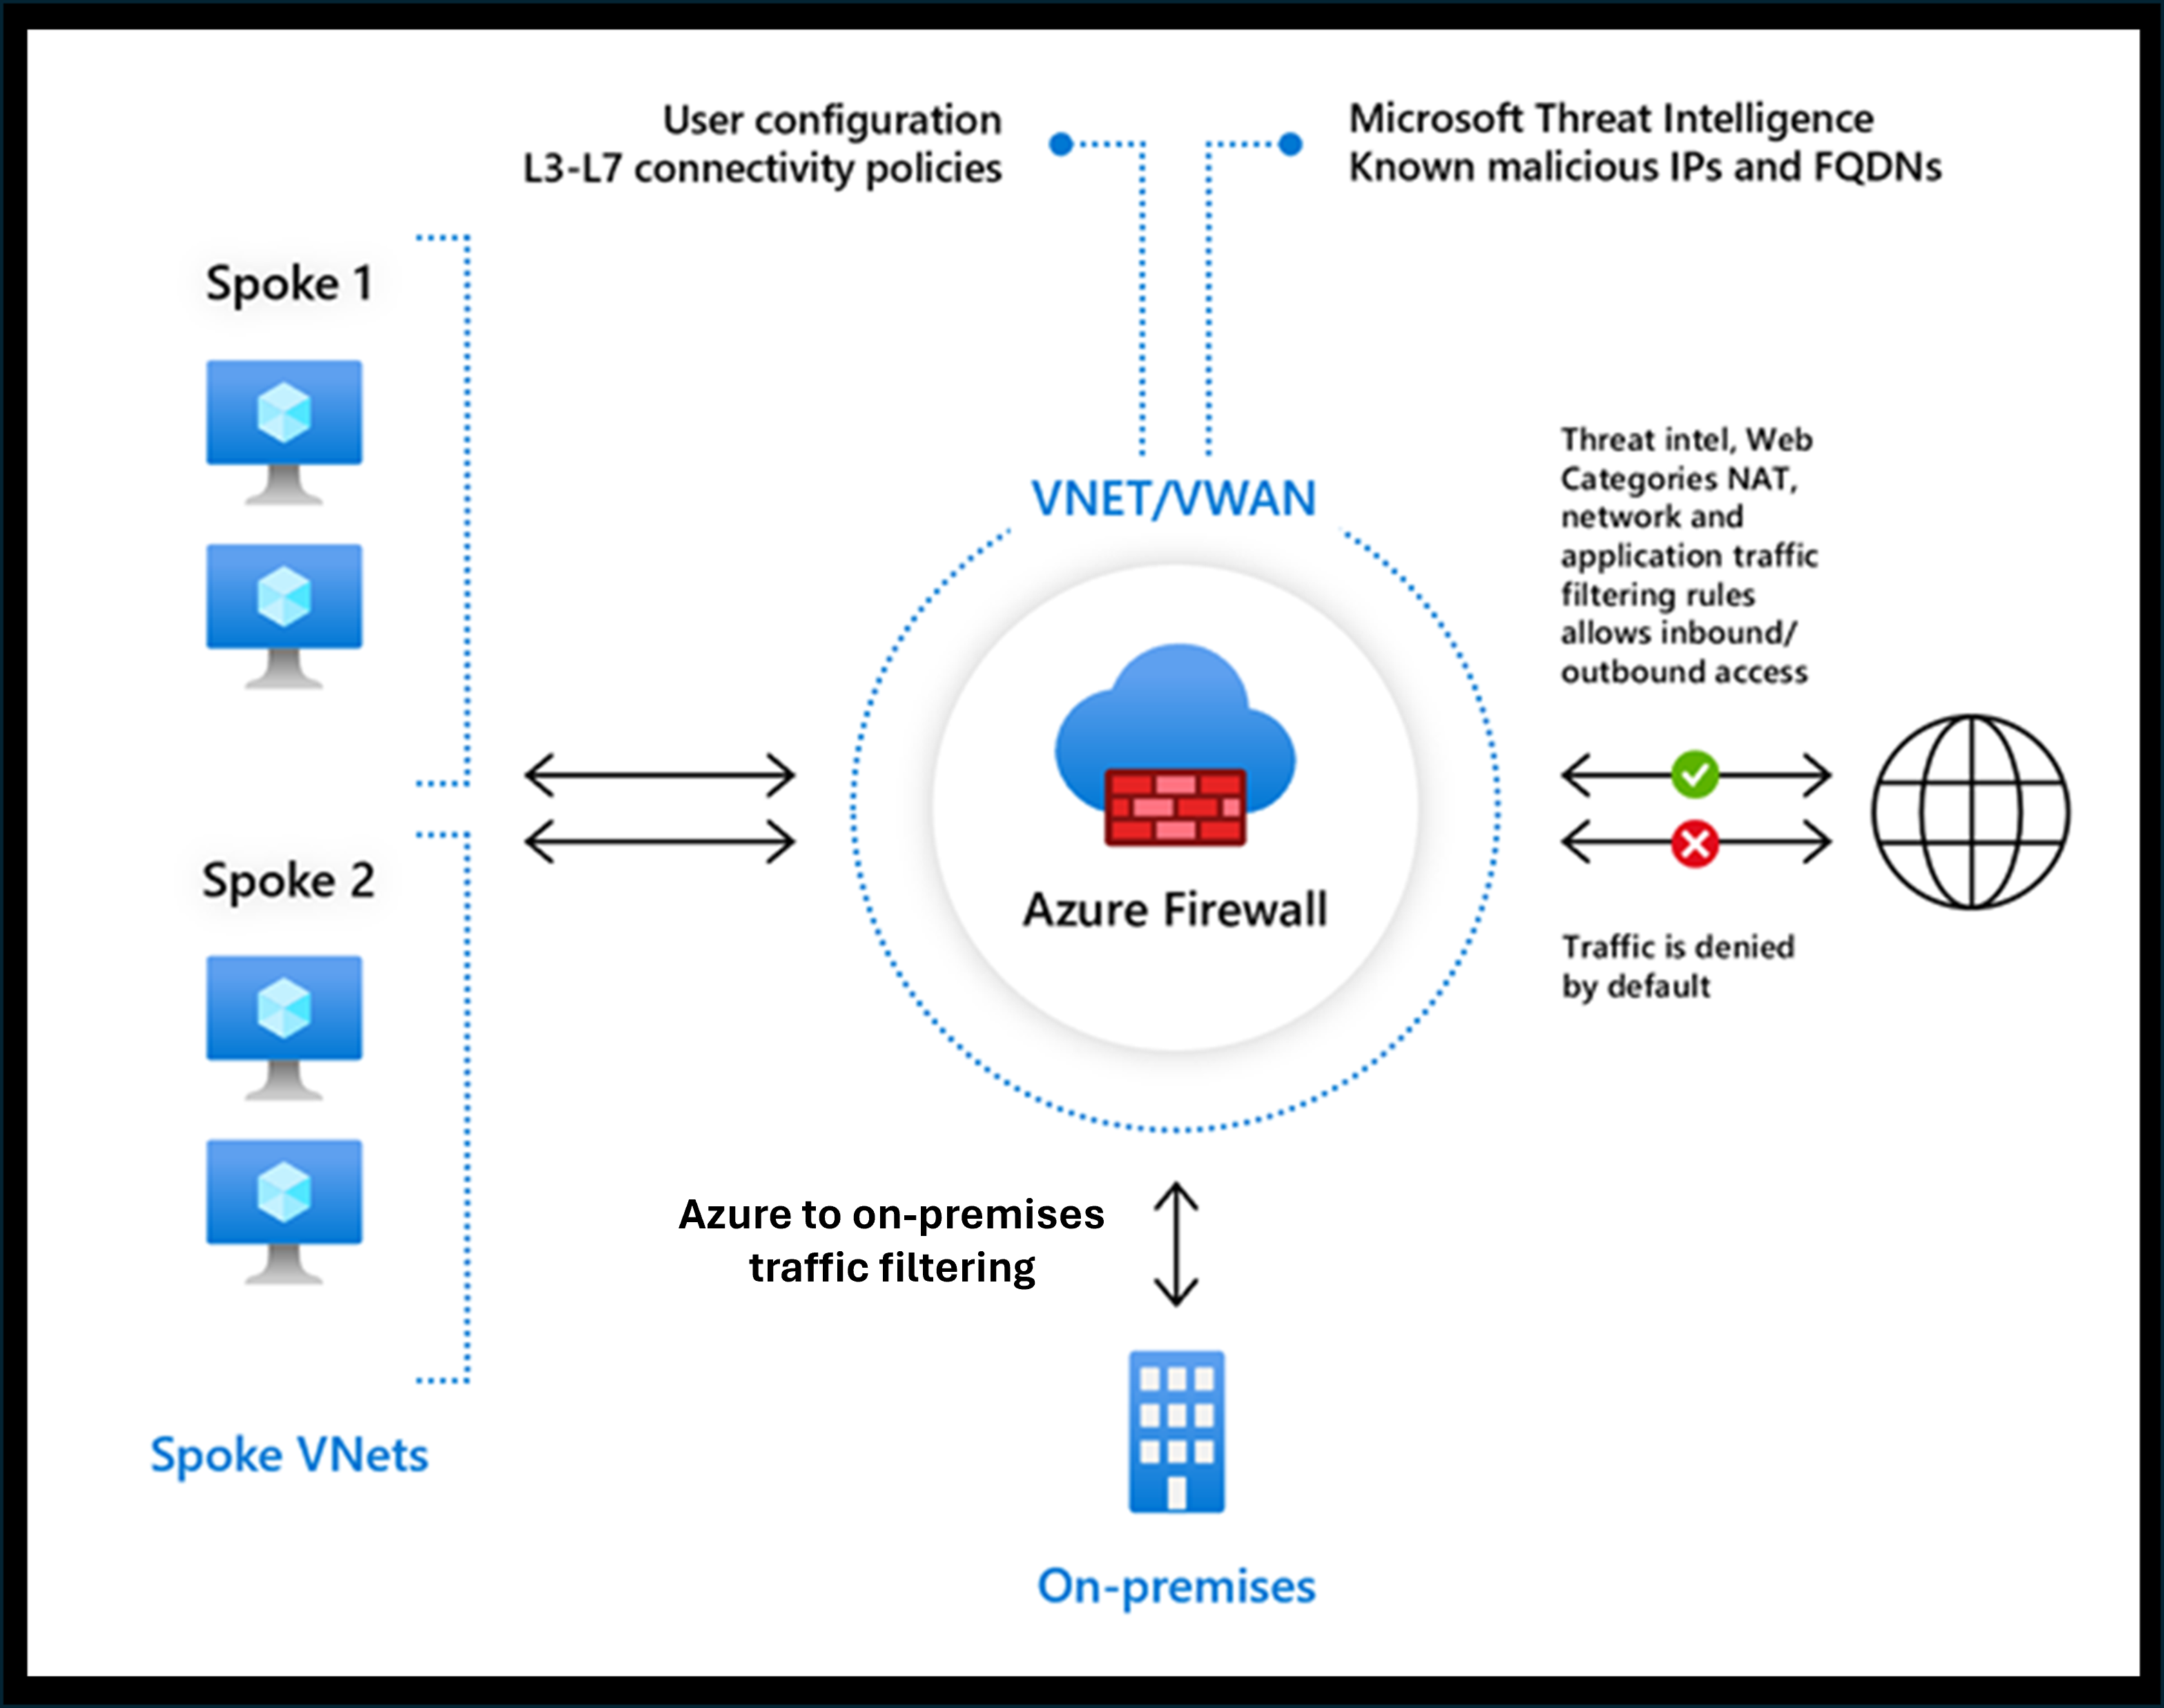 User configuration
L3-L7 connectivity policies
Microsoft Threat Intelligence
Known malicious IPs and FQDNs
Spoke 1
VNET/VWAN
Threat intel, Web
Categories NAT,
network and
application traffic
filtering rules
allows inbound/
outbound access
Spoke 2
Azure Firewall
Traffic is denied
by default
Azure to on-premises
traffic filtering
Spoke VNets
On-premises